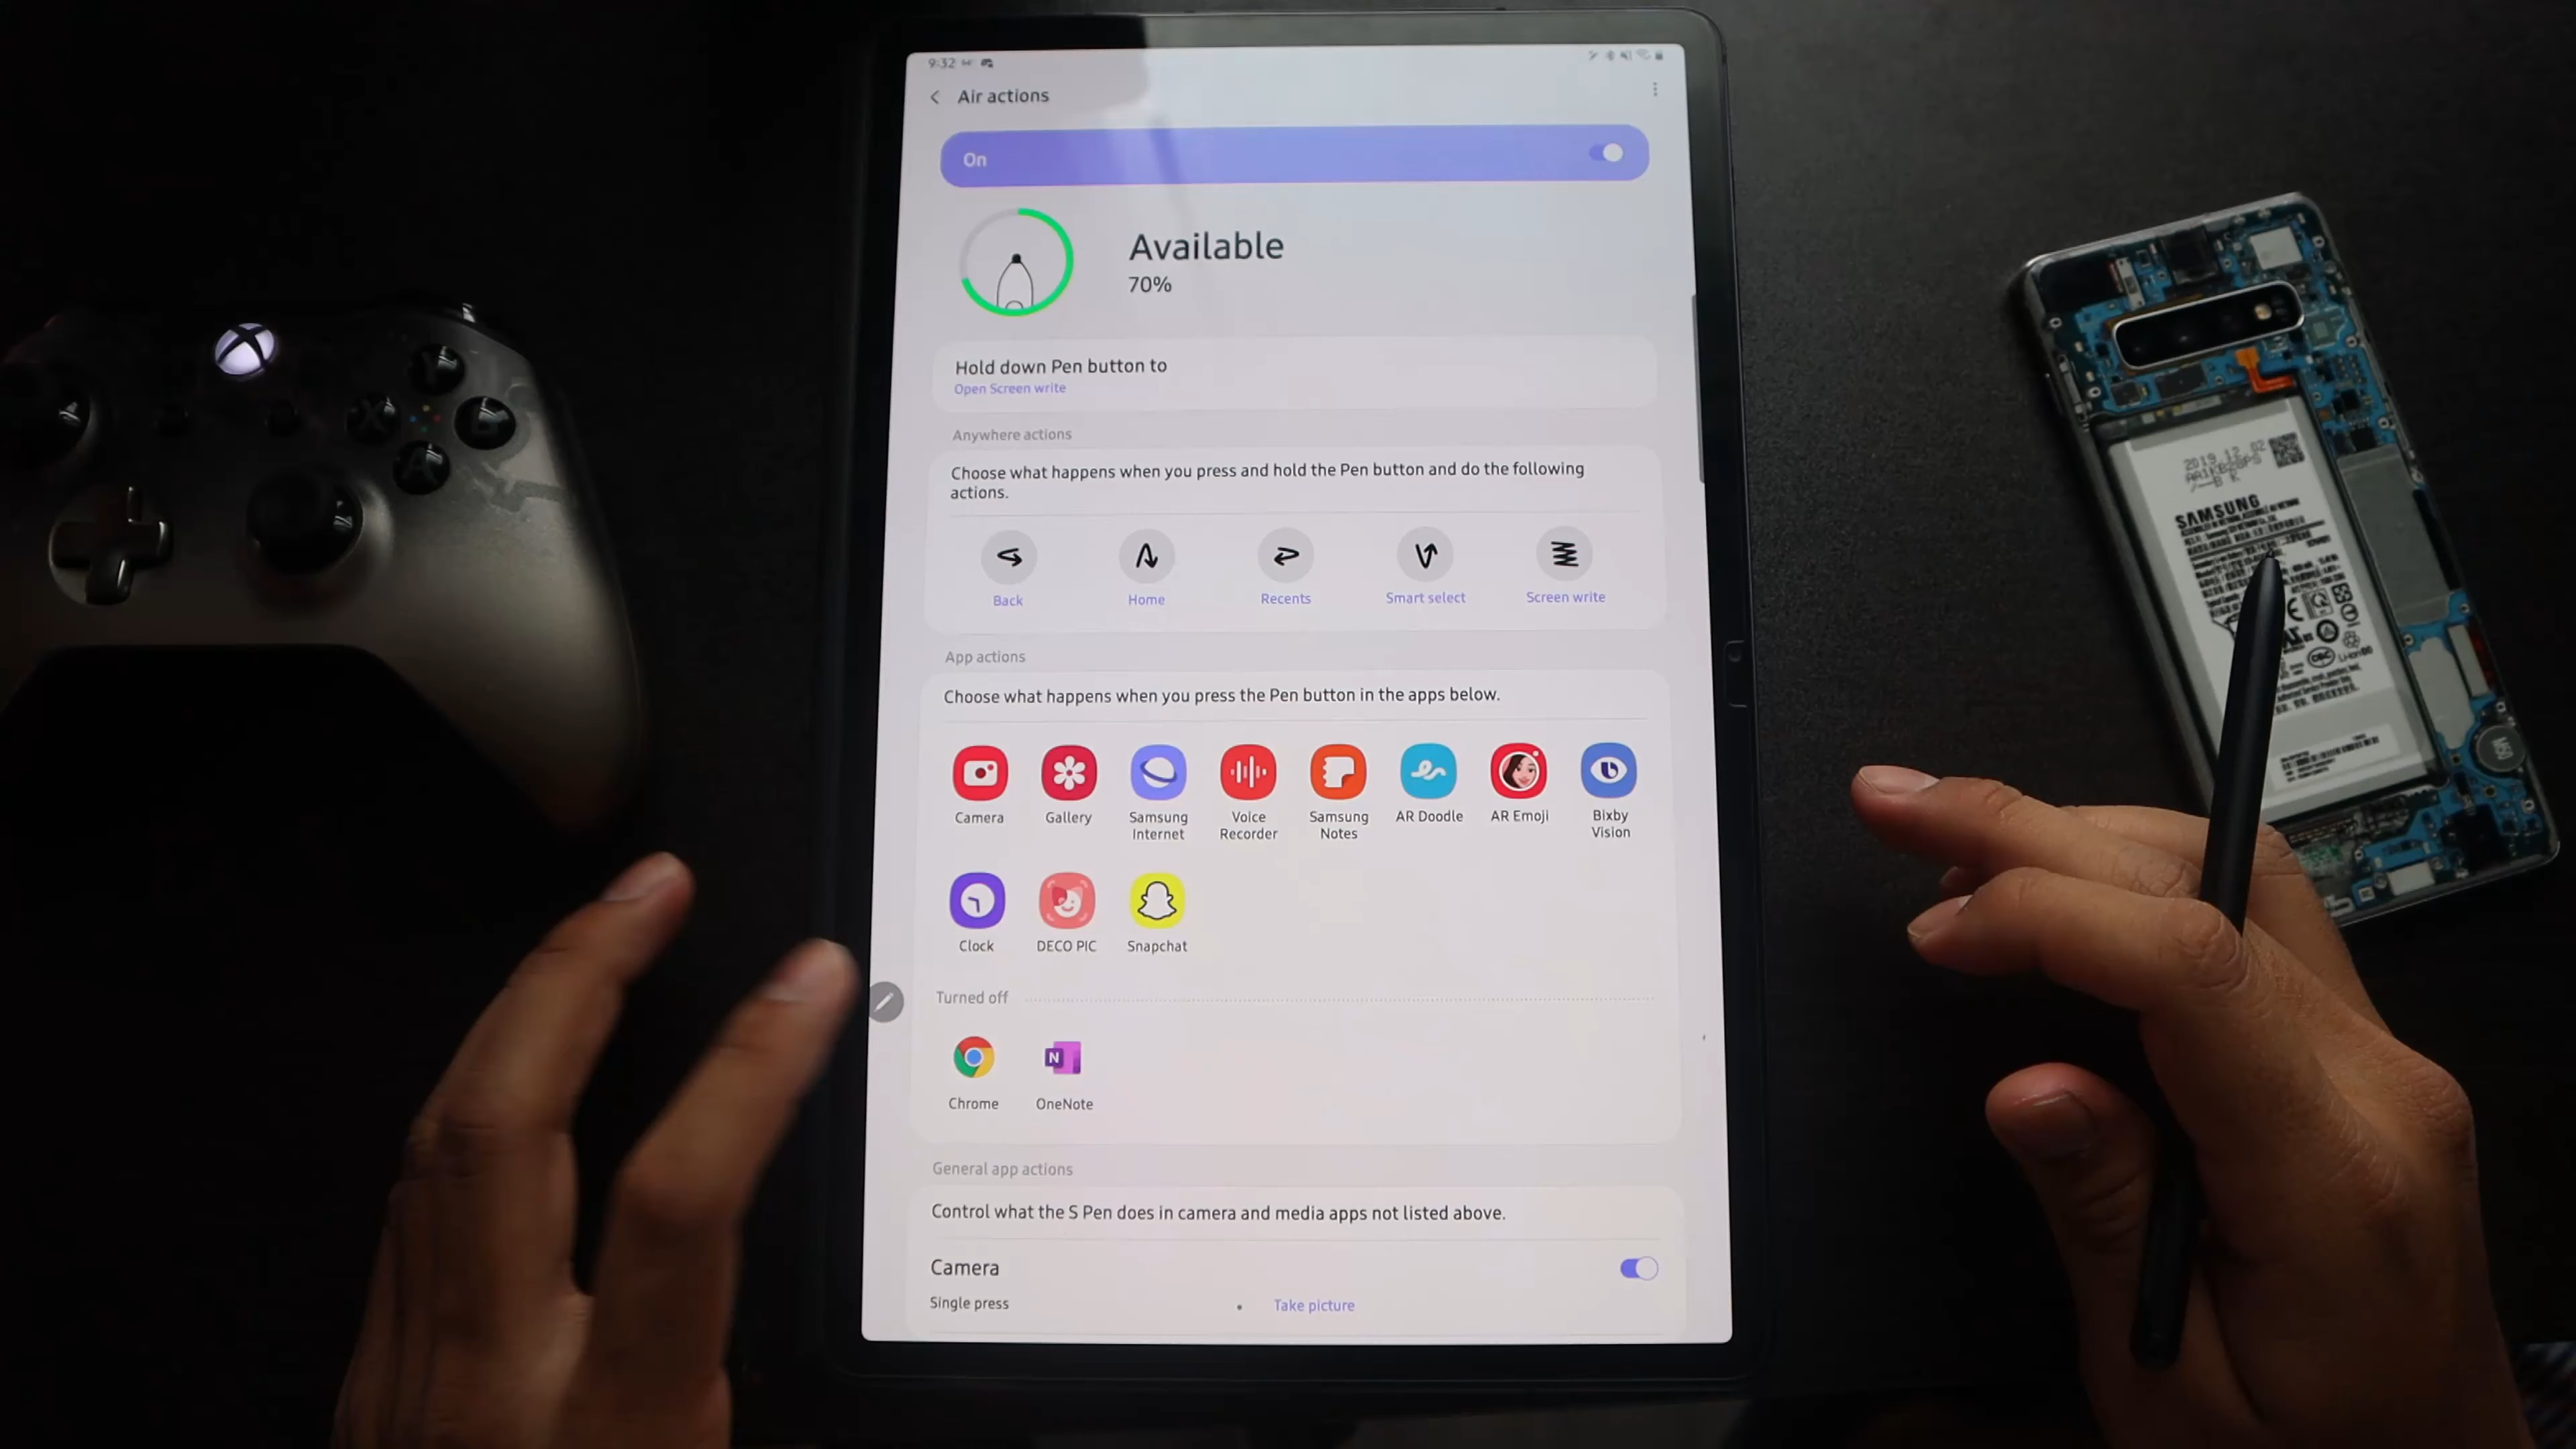 9:32
Air actions
On
Available
70%
Hold down Pen button to
Open Screen write
Anywhere actions
Choose what happens when you press and hold the Pen button and do the following
actions.
Back Home Recents Smart select Screen write
App actions
Choose what happens when you press the Pen button in the apps below.
Camera Gallery Samsung Internet Voice Recorder Samsung Notes AR Doodle AR Emoji Bixby Vision
Clock DECO PIC Snapchat
Turned off
N
Chrome OneNote
General app actions
Control what the S Pen does in camera and media apps not listed above.
Camera
Single press • Take picture
Y
X B
A
2019.12.02
SAMSUNG